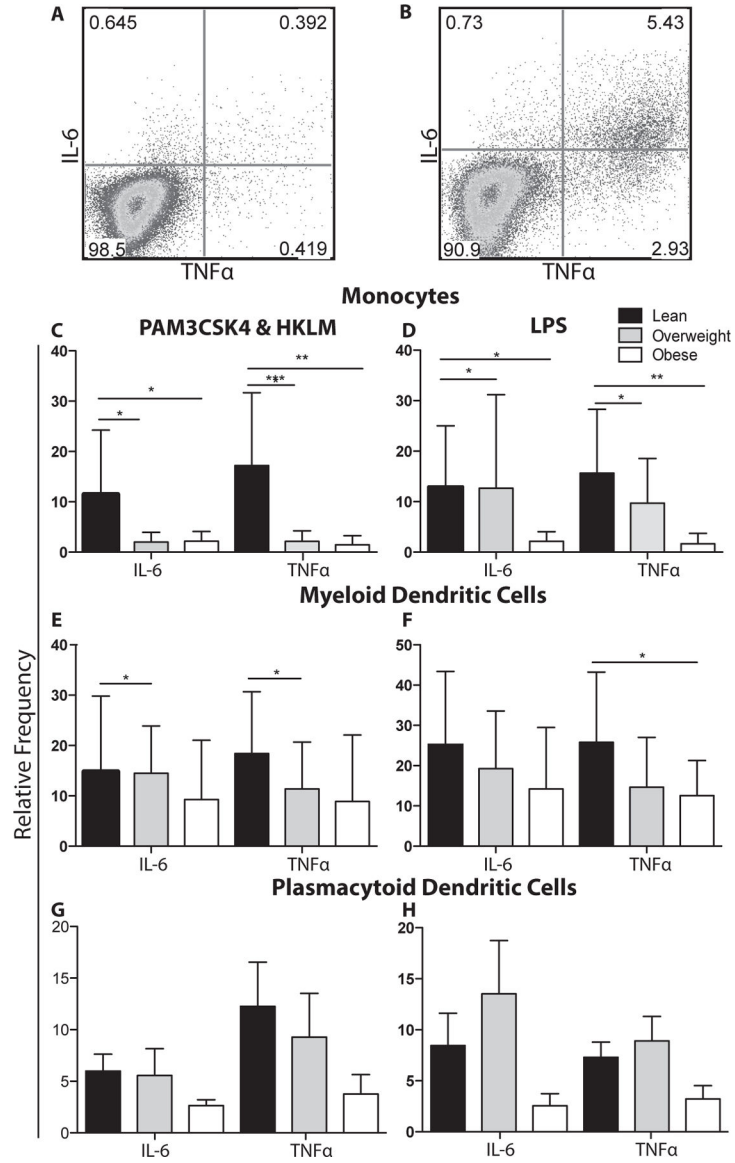 A
B
0.645 0.392
0.73 5.43
IL-6
IL-6
98.5 0.419
90.9 2.93
TNFα
TNFα
Monocytes
C PAM3CSK4 & HKLM
D LPS
Lean
Overweight
Obese
40
30
20
10
0
* *
*** **
IL-6 TNFα
40
30
20
10
0
* *
* **
IL-6 TNFα
Myeloid Dendritic Cells
Relative Frequency
E
40
30
20
10
0
* *
IL-6 TNFα
F
50
40
30
20
10
0
*
IL-6 TNFα
Plasmacytoid Dendritic Cells
G
20
15
10
5
0
IL-6 TNFα
H
20
15
10
5
0
IL-6 TNFα